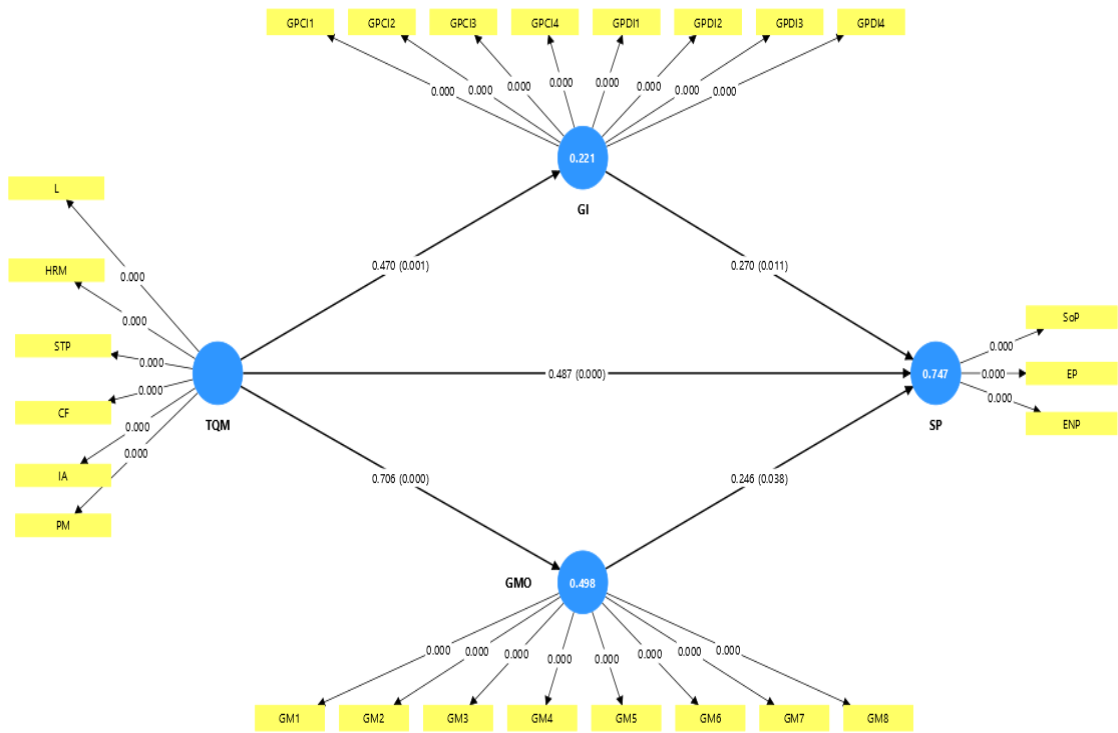 GPCI1 GPCI2 GPCI3 GPCI4 GPDI1 GPDI2 GPDI3 GPDI4
0.000 0.000 0.000 0.000 0.000 0.000 0.000 0.000
0.221
GI
L
HRM
STP
CF
IA
PM
0.000
0.000
0.000
0.000
0.000
0.000
TQM
0.470 (0.001)
0.270 (0.011)
0.487 (0.000)
0.706 (0.000)
0.246 (0.038)
0.747
SP
0.000
0.000
0.000
SoP
EP
ENP
GMO
0.498
0.000 0.000 0.000 0.000 0.000 0.000 0.000 0.000
GM1 GM2 GM3 GM4 GM5 GM6 GM7 GM8